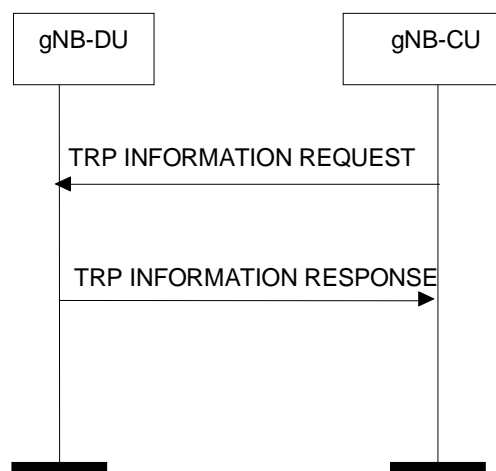 gNB-DU
gNB-CU
TRP INFORMATION REQUEST
TRP INFORMATION RESPONSE